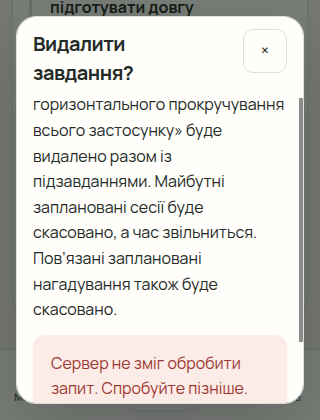 підготувати довгу
Видалити
завдання?
×
горизонтального прокручування
всього застосунку» буде
видалено разом із
підзавданнями. Майбутні
заплановані сесії буде
скасовано, а час звільниться.
Пов’язані заплановані
нагадування також буде
скасовано.
Сервер не зміг обробити
запит. Спробуйте пізніше.